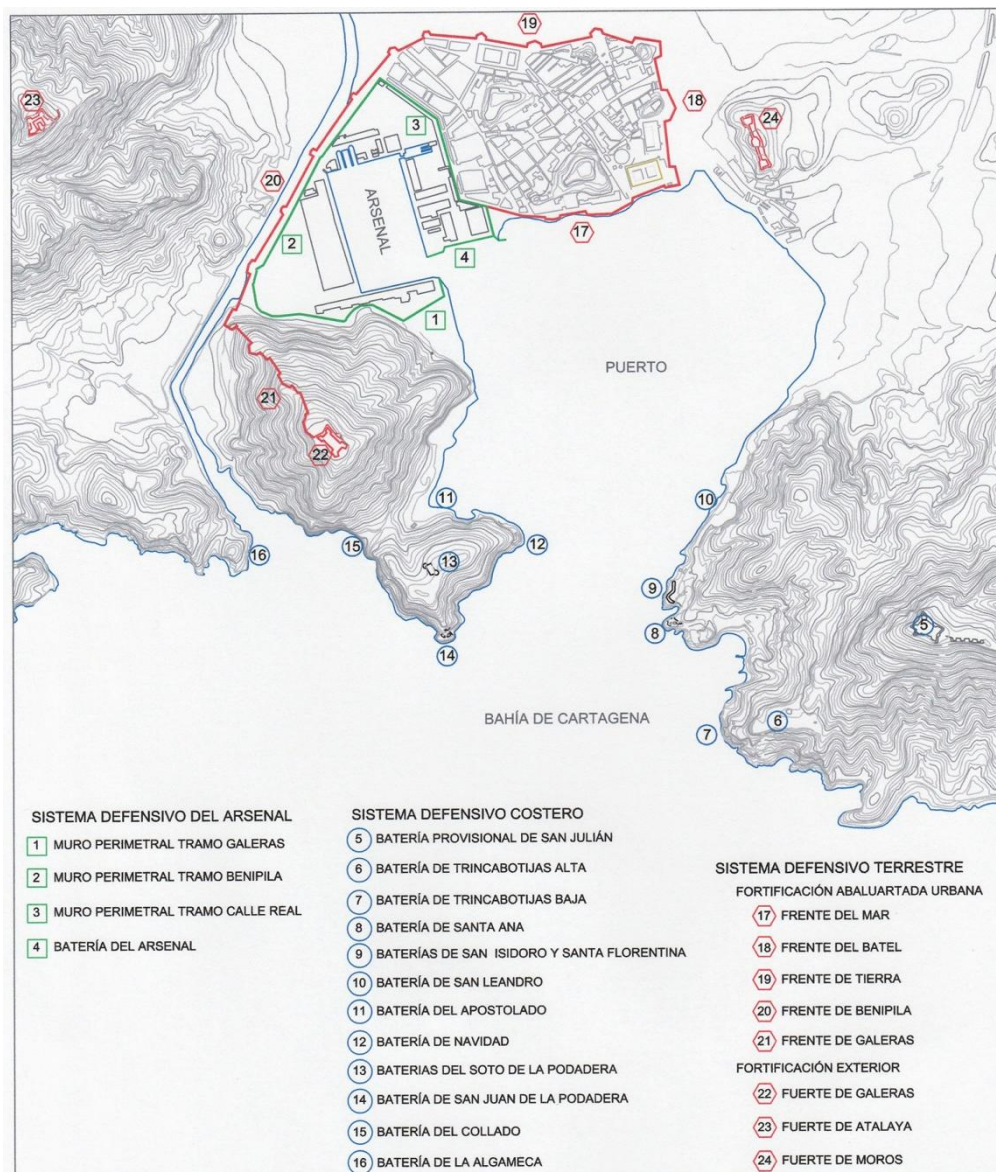 19
23
18
24
3
20
ARSENAL
2
17
4
1
PUERTO
21
22
11
10
16
15
12
13
9
5
8
14
BAHÍA DE CARTAGENA
6
7
SISTEMA DEFENSIVO DEL ARSENAL
1 MURO PERIMETRAL TRAMO GALERAS
2 MURO PERIMETRAL TRAMO BENIPILA
3 MURO PERIMETRAL TRAMO CALLE REAL
4 BATERÍA DEL ARSENAL
SISTEMA DEFENSIVO COSTERO
5 BATERÍA PROVISIONAL DE SAN JULIÁN
6 BATERÍA DE TRINCABOTIJAS ALTA
7 BATERÍA DE TRINCABOTIJAS BAJA
8 BATERÍA DE SANTA ANA
9 BATERÍAS DE SAN ISIDORO Y SANTA FLORENTINA
10 BATERÍA DE SAN LEANDRO
11 BATERÍA DEL APOSTOLADO
12 BATERÍA DE NAVIDAD
13 BATERIAS DEL SOTO DE LA PODADERA
14 BATERÍA DE SAN JUAN DE LA PODADERA
15 BATERÍA DEL COLLADO
16 BATERÍA DE LA ALGAMECA
SISTEMA DEFENSIVO TERRESTRE
FORTIFICACIÓN ABALUARTADA URBANA
17 FRENTE DEL MAR
18 FRENTE DEL BATEL
19 FRENTE DE TIERRA
20 FRENTE DE BENIPILA
21 FRENTE DE GALERAS
FORTIFICACIÓN EXTERIOR
22 FUERTE DE GALERAS
23 FUERTE DE ATALAYA
24 FUERTE DE MOROS